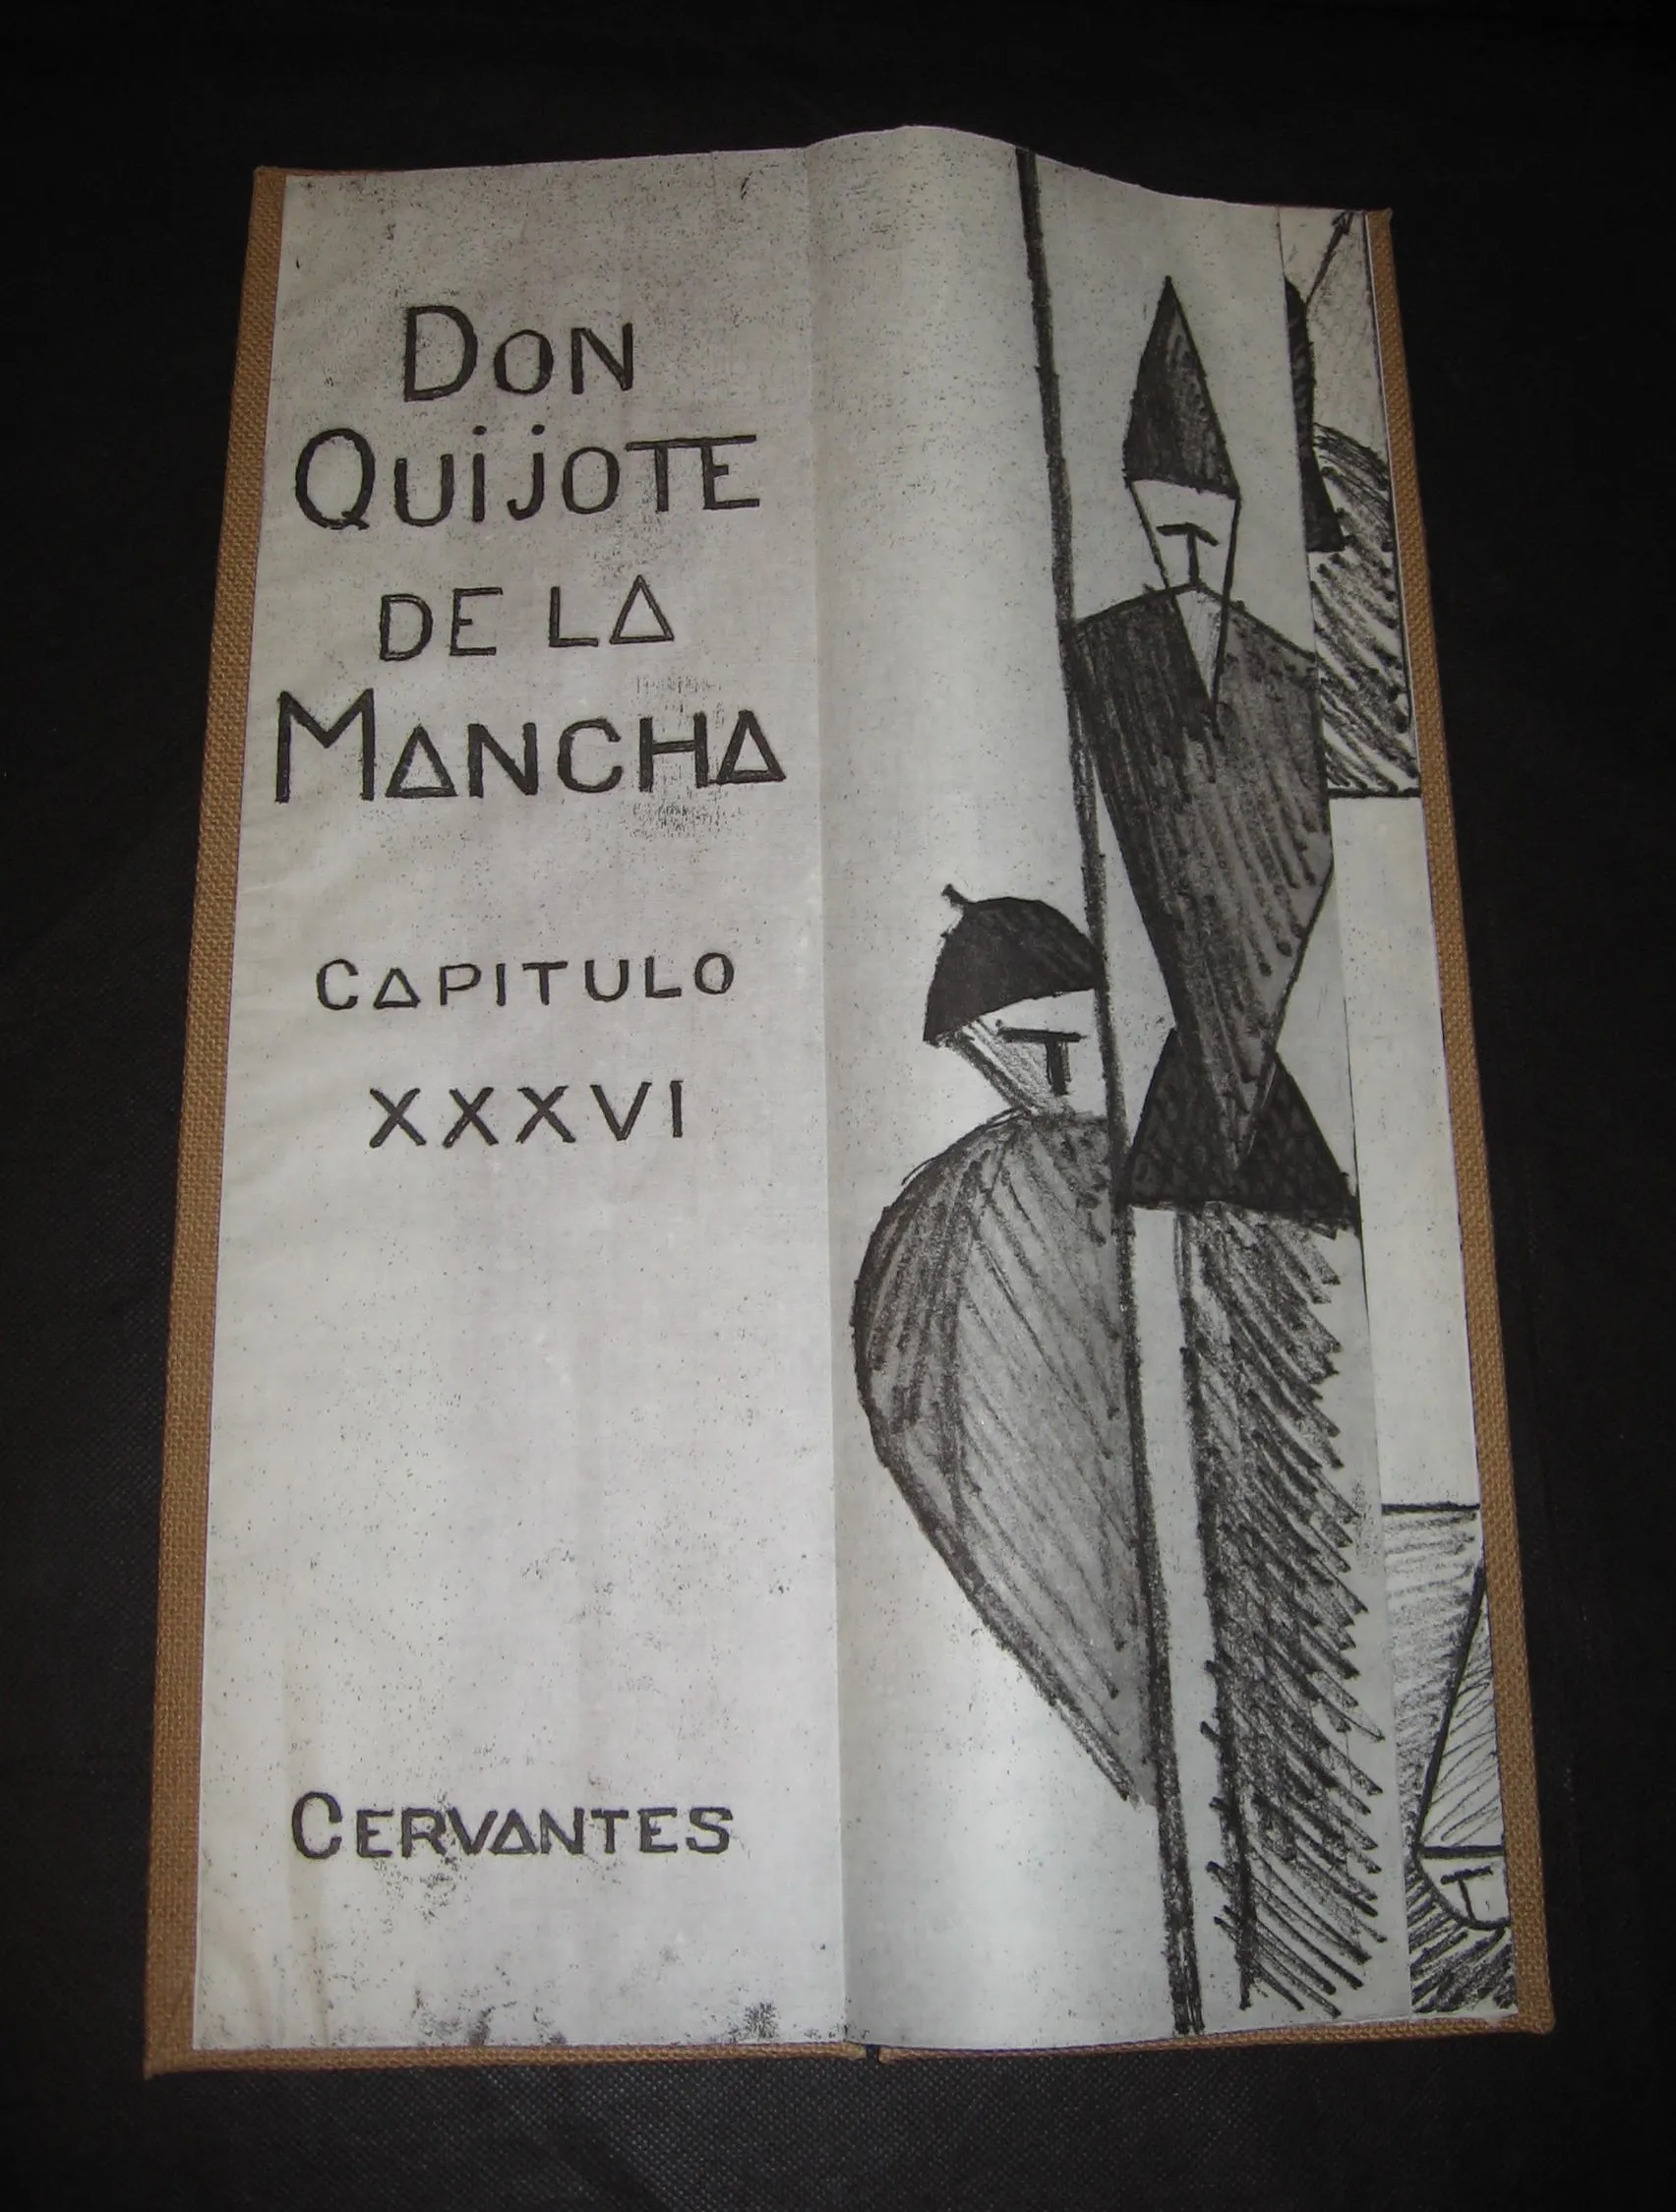 DON
QUIJOTE
DE LA
MANCHA
CAPITULO
XXXVI
CERVANTES